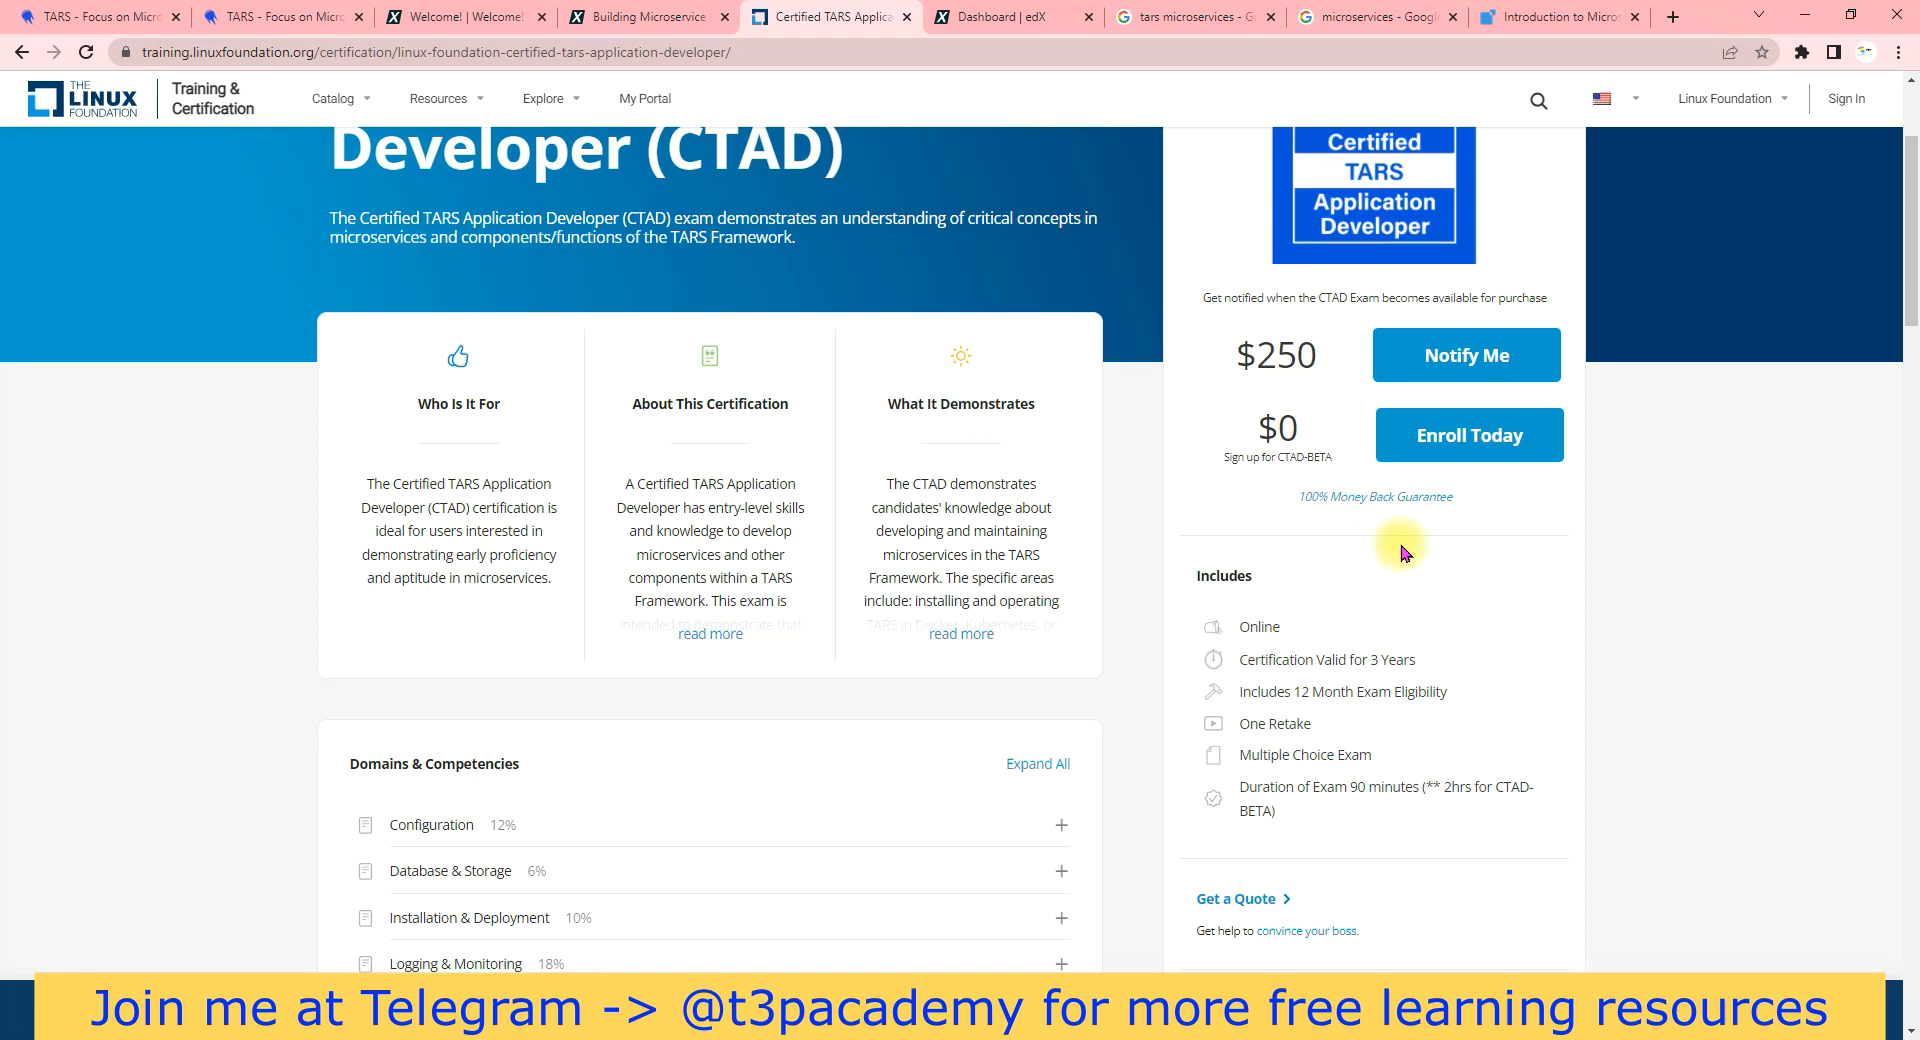 TARS - Focus on Micro
TARS - Focus on Micro
Welcome! | Welcome!
Building Microservice
Certified TARS Applica
Dashboard | edX
tars microservices - Go
microservices - Google
Introduction to Micros
training.linuxfoundation.org/certification/linux-foundation-certified-tars-application-developer/
THE
LINUX
FOUNDATION
Training &
Certification
Catalog
Resources
Explore
My Portal
Linux Foundation
Sign In
Developer (CTAD)
The Certified TARS Application Developer (CTAD) exam demonstrates an understanding of critical concepts in
microservices and components/functions of the TARS Framework.
Certified
TARS
Application
Developer
Get notified when the CTAD Exam becomes available for purchase
$250
Notify Me
$0
Sign up for CTAD-BETA
Enroll Today
100% Money Back Guarantee
Who Is It For
The Certified TARS Application
Developer (CTAD) certification is
ideal for users interested in
demonstrating early proficiency
and aptitude in microservices.
About This Certification
A Certified TARS Application
Developer has entry-level skills
and knowledge to develop
microservices and other
components within a TARS
Framework. This exam is
intended to demonstrate that
read more
What It Demonstrates
The CTAD demonstrates
candidates' knowledge about
developing and maintaining
microservices in the TARS
Framework. The specific areas
include: installing and operating
TARS in Docker, Kubernetes, or
read more
Includes
Online
Certification Valid for 3 Years
Includes 12 Month Exam Eligibility
One Retake
Multiple Choice Exam
Duration of Exam 90 minutes (** 2hrs for CTAD-
BETA)
Get a Quote
Get help to convince your boss.
Domains & Competencies
Expand All
Configuration 12%
Database & Storage 6%
Installation & Deployment 10%
Logging & Monitoring 18%
Join me at Telegram -> @t3pacademy for more free learning resources